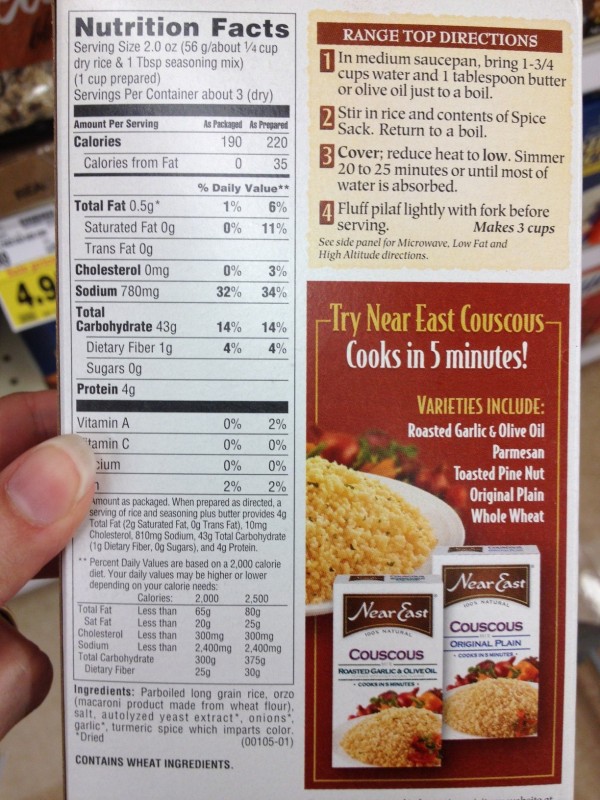 Nutrition Facts
Serving Size 2.0 oz (56 g/about 1/4 cup
dry rice & 1 Tbsp seasoning mix)
(1 cup prepared)
Servings Per Container about 3 (dry)
Amount Per Serving As Packaged As Prepared
Calories 190 220
Calories from Fat 0 35
% Daily Value**
Total Fat 0.5g* 1% 6%
Saturated Fat 0g 0% 11%
Trans Fat 0g
Cholesterol 0mg 0% 3%
Sodium 780mg 32% 34%
Total
Carbohydrate 43g 14% 14%
Dietary Fiber 1g 4% 4%
Sugars 0g
Protein 4g
Vitamin A 0% 2%
tamin C 0% 0%
cium 0% 0%
2% 2%
Amount as packaged. When prepared as directed, a
serving of rice and seasoning plus butter provides 4g
Total Fat (2g Saturated Fat, 0g Trans Fat), 10mg
Cholesterol, 810mg Sodium, 43g Total Carbohydrate
(1g Dietary Fiber, 0g Sugars), and 4g Protein.
** Percent Daily Values are based on a 2,000 calorie
diet. Your daily values may be higher or lower
depending on your calorie needs:
Calories: 2,000 2,500
Total Fat Less than 65g 80g
Sat Fat Less than 20g 25g
Cholesterol Less than 300mg 300mg
Sodium Less than 2,400mg 2,400mg
Total Carbohydrate 300g 375g
Dietary Fiber 25g 30g
Ingredients: Parboiled long grain rice, orzo
(macaroni product made from wheat flour),
salt, autolyzed yeast extract*, onions*,
garlic*, turmeric spice which imparts color.
*Dried (00105-01)
CONTAINS WHEAT INGREDIENTS.
RANGE TOP DIRECTIONS
1 In medium saucepan, bring 1-3/4
cups water and 1 tablespoon butter
or olive oil just to a boil.
2 Stir in rice and contents of Spice
Sack. Return to a boil.
3 Cover; reduce heat to low. Simmer
20 to 25 minutes or until most of
water is absorbed.
4 Fluff pilaf lightly with fork before
serving. Makes 3 cups
See side panel for Microwave, Low Fat and
High Altitude directions.
Try Near East Couscous
Cooks in 5 minutes!
VARIETIES INCLUDE:
Roasted Garlic & Olive Oil
Parmesan
Toasted Pine Nut
Original Plain
Whole Wheat
Near East
100% NATURAL
COUSCOUS
ROASTED GARLIC & OLIVE OIL
• COOKS IN 5 MINUTES •
Near East
100% NATURAL
COUSCOUS
ORIGINAL PLAIN
• COOKS IN 5 MINUTES •
4.9